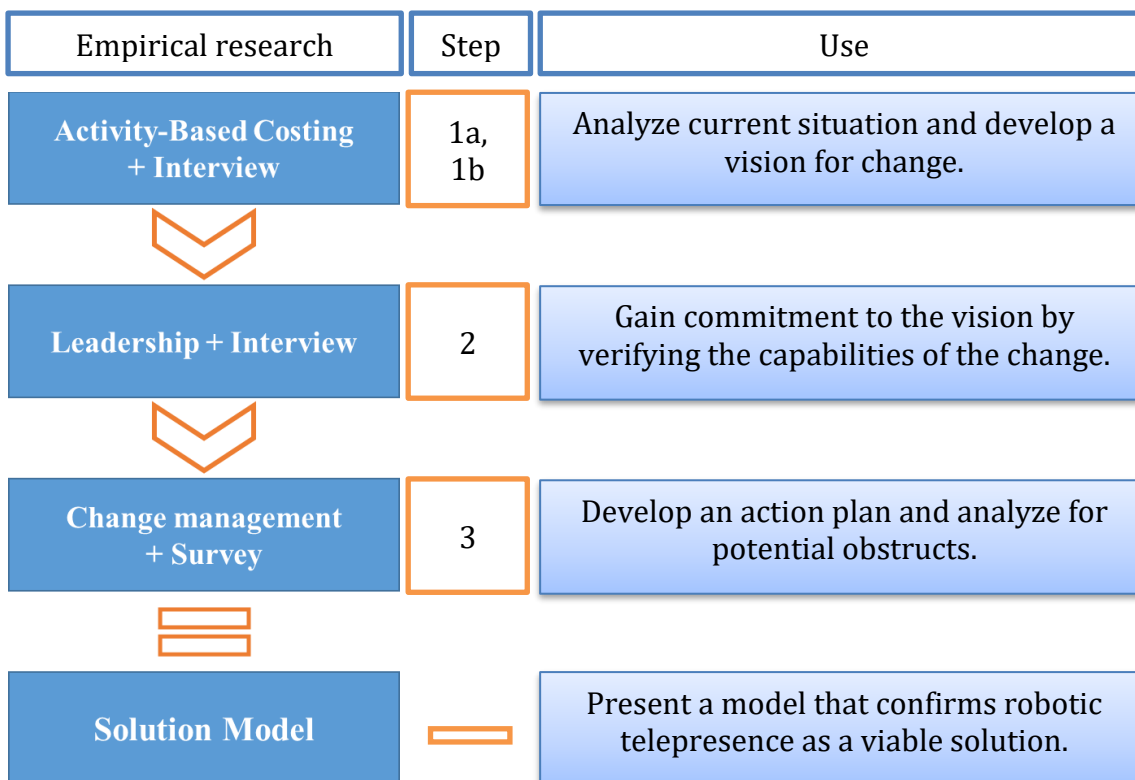 Empirical research
Step
Use
Activity-Based Costing
+ Interview
1a,
1b
Analyze current situation and develop a
vision for change.
Leadership + Interview
2
Gain commitment to the vision by
verifying the capabilities of the change.
Change management
+ Survey
3
Develop an action plan and analyze for
potential obstructs.
Solution Model
Present a model that confirms robotic
telepresence as a viable solution.